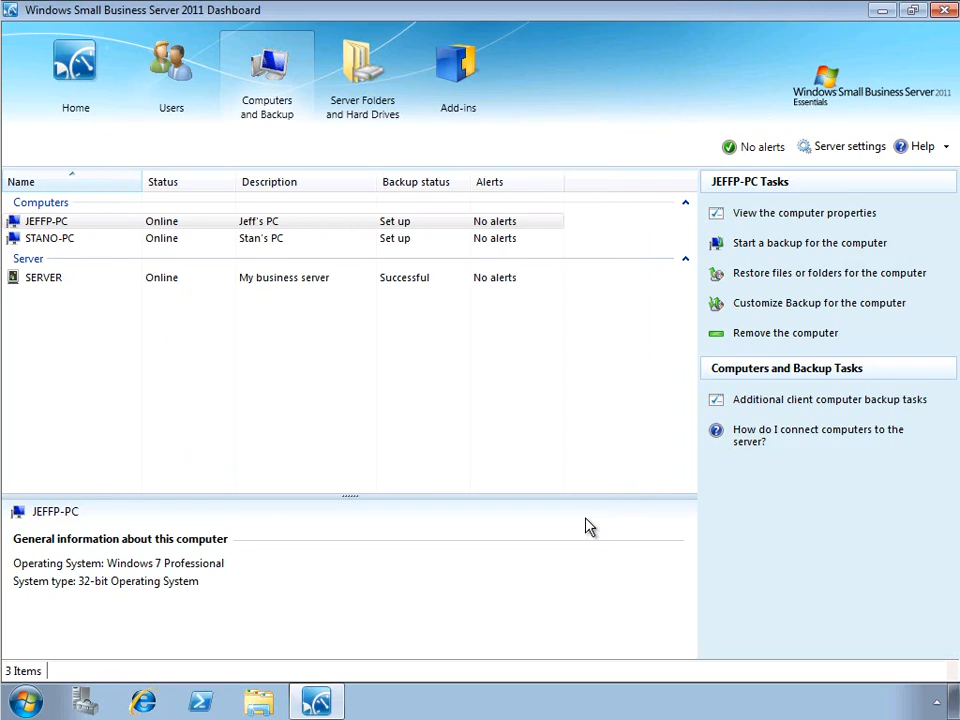 Windows Small Business Server 2011 Dashboard
Home
Users
Computers
and Backup
Server Folders
and Hard Drives
Add-ins
Windows Small Business Server 2011
Essentials
No alerts
Server settings
Help
Name
Status
Description
Backup status
Alerts
Computers
JEFFP-PC Online Jeff's PC Set up No alerts
STANO-PC Online Stan's PC Set up No alerts
Server
SERVER Online My business server Successful No alerts
JEFFP-PC Tasks
View the computer properties
Start a backup for the computer
Restore files or folders for the computer
Customize Backup for the computer
Remove the computer
Computers and Backup Tasks
Additional client computer backup tasks
How do I connect computers to the
server?
JEFFP-PC
General information about this computer
Operating System: Windows 7 Professional
System type: 32-bit Operating System
3 Items